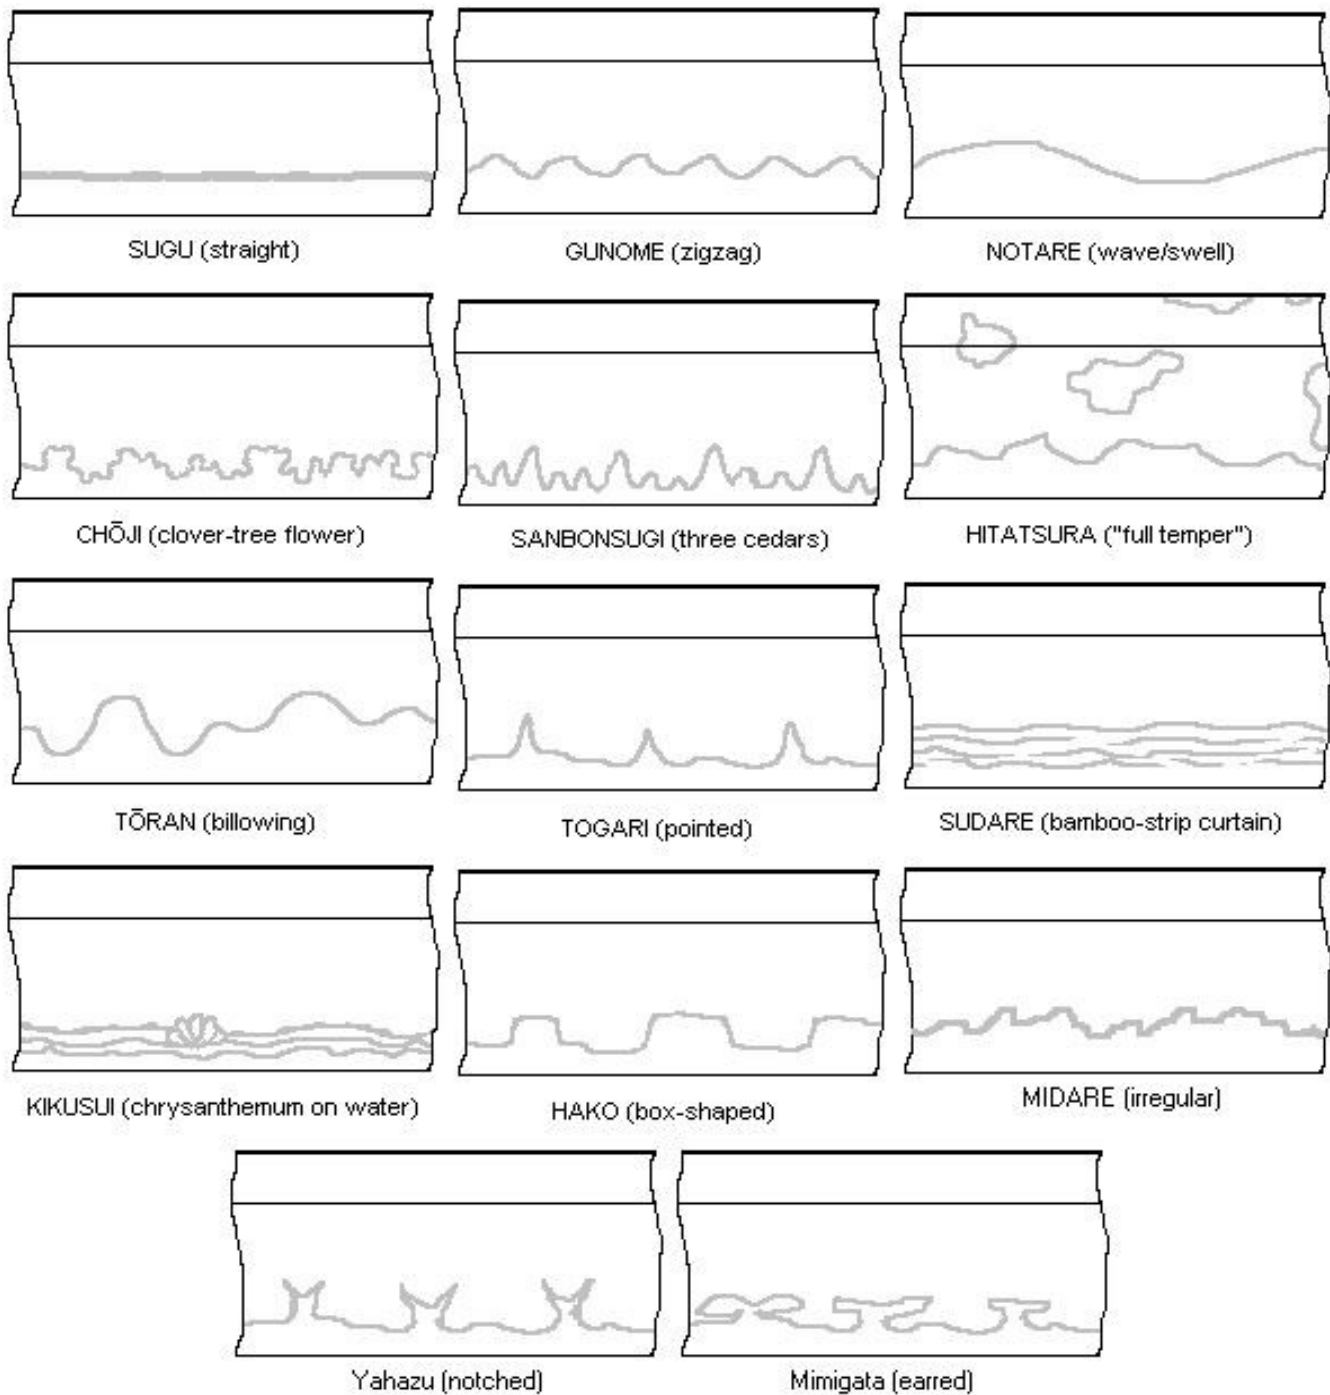 SUGU (straight)
GUNOME (zigzag)
NOTARE (wave/swell)
CHŌJI (clover-tree flower)
SANBONSUGI (three cedars)
HITATSURA ("full temper")
TŌRAN (billowing)
TOGARI (pointed)
SUDARE (bamboo-strip curtain)
KIKUSUI (chrysanthemum on water)
HAKO (box-shaped)
MIDARE (irregular)
Yahazu (notched)
Mimigata (earred)